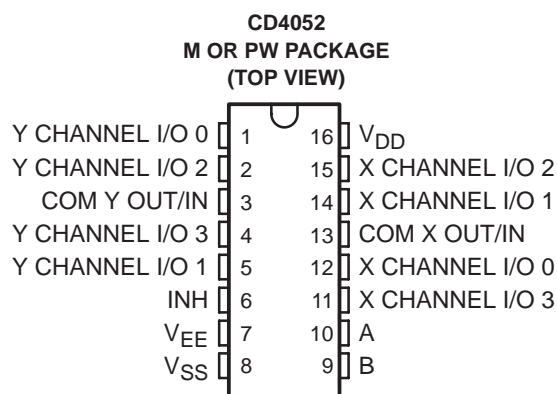 CD4052
M OR PW PACKAGE
(TOP VIEW)
Y CHANNEL I/O 0 1 16 VDD
Y CHANNEL I/O 2 2 15 X CHANNEL I/O 2
COM Y OUT/IN 3 14 X CHANNEL I/O 1
Y CHANNEL I/O 3 4 13 COM X OUT/IN
Y CHANNEL I/O 1 5 12 X CHANNEL I/O 0
INH 6 11 X CHANNEL I/O 3
VEE 7 10 A
VSS 8 9 B